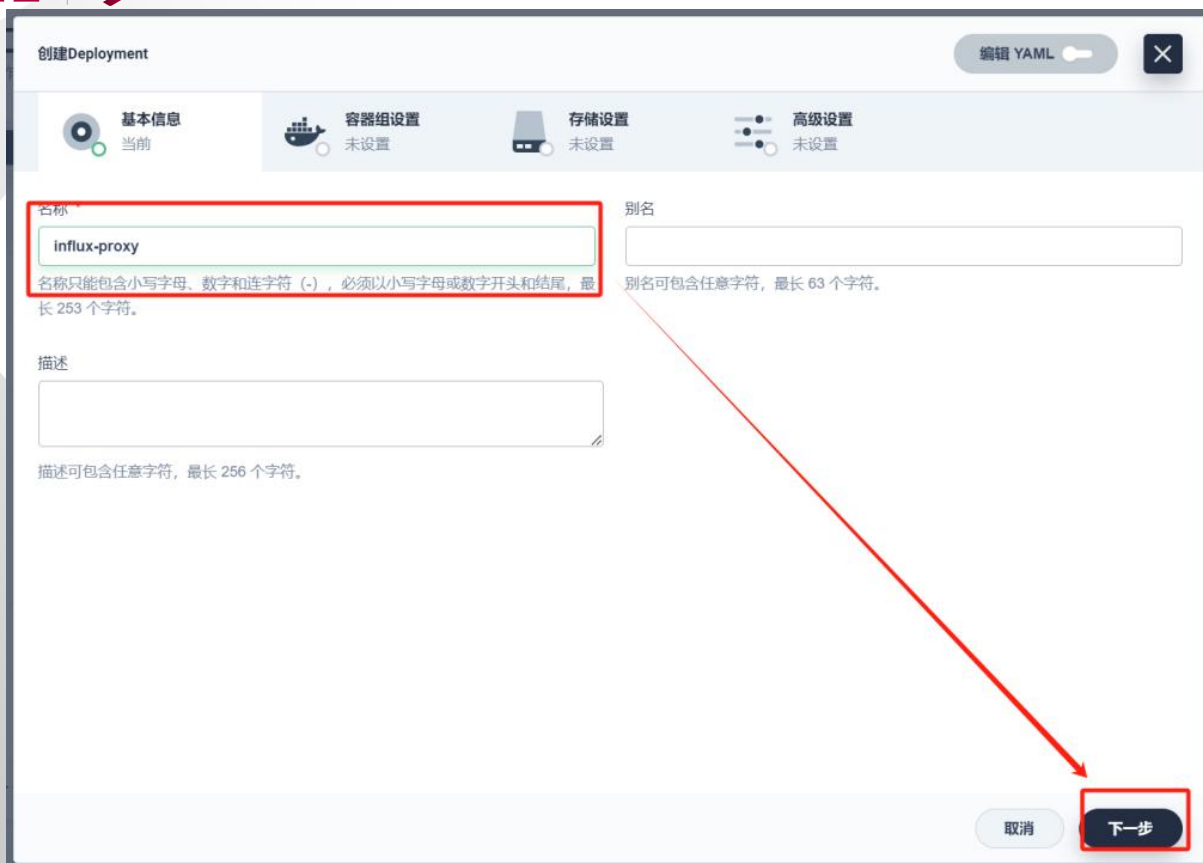 创建Deployment
编辑 YAML
基本信息
当前
容器组设置
未设置
存储设置
未设置
高级设置
未设置
名称 *
influx-proxy
名称只能包含小写字母、数字和连字符（-），必须以小写字母或数字开头和结尾，最
长 253 个字符。
别名
别名可包含任意字符，最长 63 个字符。
描述
描述可包含任意字符，最长 256 个字符。
取消
下一步